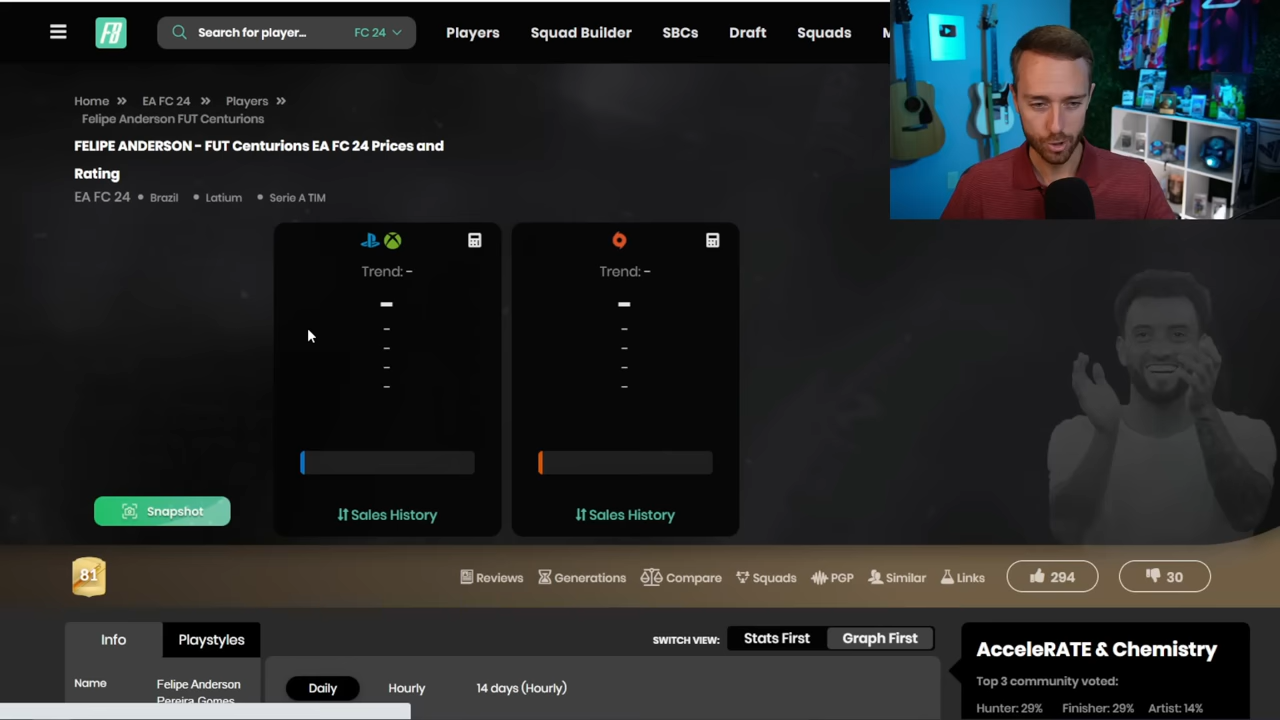 FB
Search for player...
FC 24
Players
Squad Builder
SBCs
Draft
Squads
Home » EA FC 24 » Players »
Felipe Anderson FUT Centurions
FELIPE ANDERSON - FUT Centurions EA FC 24 Prices and
Rating
EA FC 24 • Brazil • Latium • Serie A TIM
Trend: -
-
-
-
-
-
Sales History
Trend: -
-
-
-
-
-
Sales History
Snapshot
81
Reviews
Generations
Compare
Squads
PGP
Similar
Links
294
30
Info
Playstyles
SWITCH VIEW:
Stats First
Graph First
AcceleRATE & Chemistry
Top 3 community voted:
Hunter: 29% Finisher: 29% Artist: 14%
Name
Felipe Anderson
Pereira Gomes
Daily
Hourly
14 days (Hourly)